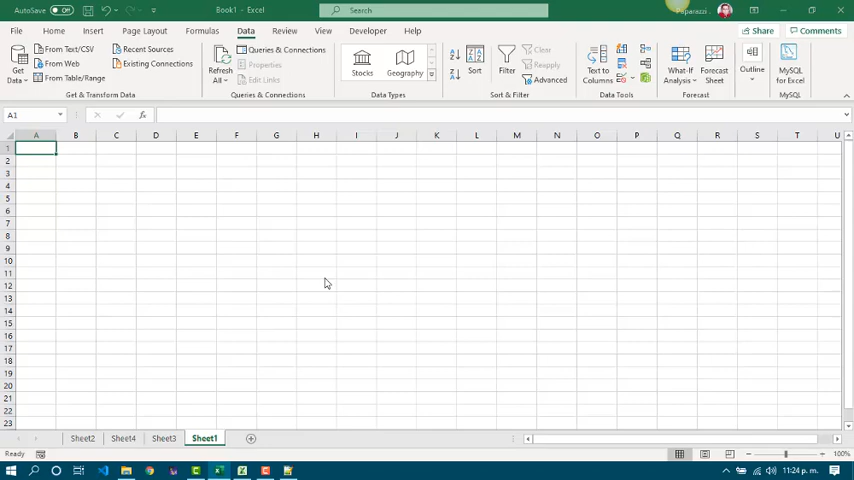 AutoSave Off Book1 - Excel Search Paparazzi
File Home Insert Page Layout Formulas Data Review View Developer Help Share Comments
From Text/CSV Recent Sources Queries & Connections Clear
From Web Existing Connections Properties Reapply
From Table/Range Edit Links Advanced
Get Data Refresh All Stocks Geography Sort Filter Text to Columns What-If Analysis Forecast Sheet Outline MySQL for Excel
Get & Transform Data Queries & Connections Data Types Sort & Filter Data Tools Forecast MySQL
A1 fx
A B C D E F G H I J K L M N O P Q R S T U
1
2
3
4
5
6
7
8
9
10
11
12
13
14
15
16
17
18
19
20
21
22
23
Sheet2 Sheet4 Sheet3 Sheet1
Ready 100%
11:24 p. m.